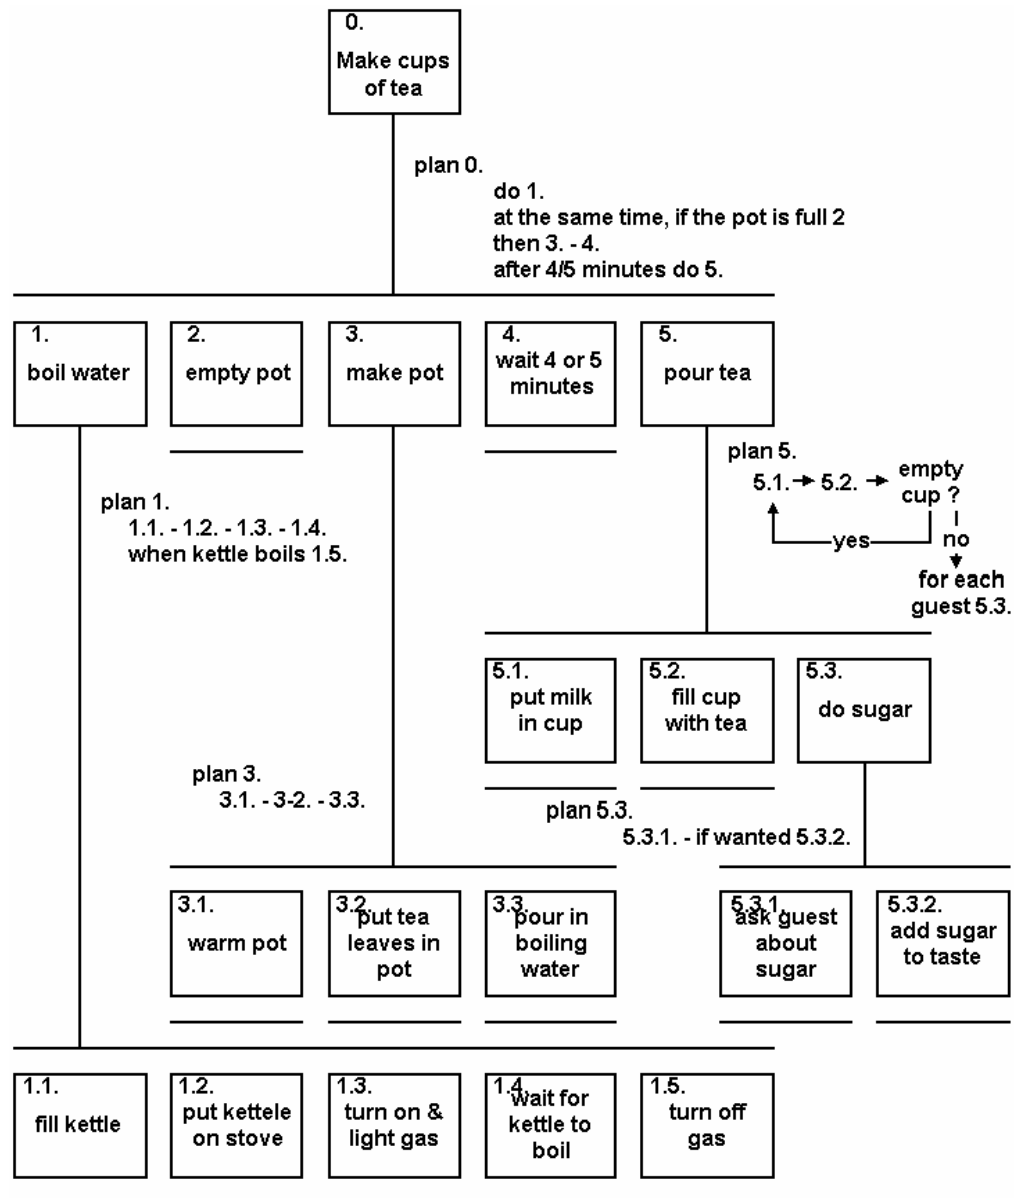 0.
Make cups
of tea
plan 0.
do 1.
at the same time, if the pot is full 2
then 3. - 4.
after 4/5 minutes do 5.
1.
boil water
2.
empty pot
3.
make pot
4.
wait 4 or 5
minutes
5.
pour tea
plan 1.
1.1. - 1.2. - 1.3. - 1.4.
when kettle boils 1.5.
plan 5.
5.1. → 5.2. → empty
cup ?
yes
no
for each
guest 5.3.
5.1.
put milk
in cup
5.2.
fill cup
with tea
5.3.
do sugar
plan 3.
3.1. - 3-2. - 3.3.
plan 5.3.
5.3.1. - if wanted 5.3.2.
3.1.
warm pot
3.2.
put tea
leaves in
pot
3.3.
pour in
boiling
water
5.3.1.
ask guest
about
sugar
5.3.2.
add sugar
to taste
1.1.
fill kettle
1.2.
put kettele
on stove
1.3.
turn on &
light gas
1.4.
wait for
kettle to
boil
1.5.
turn off
gas